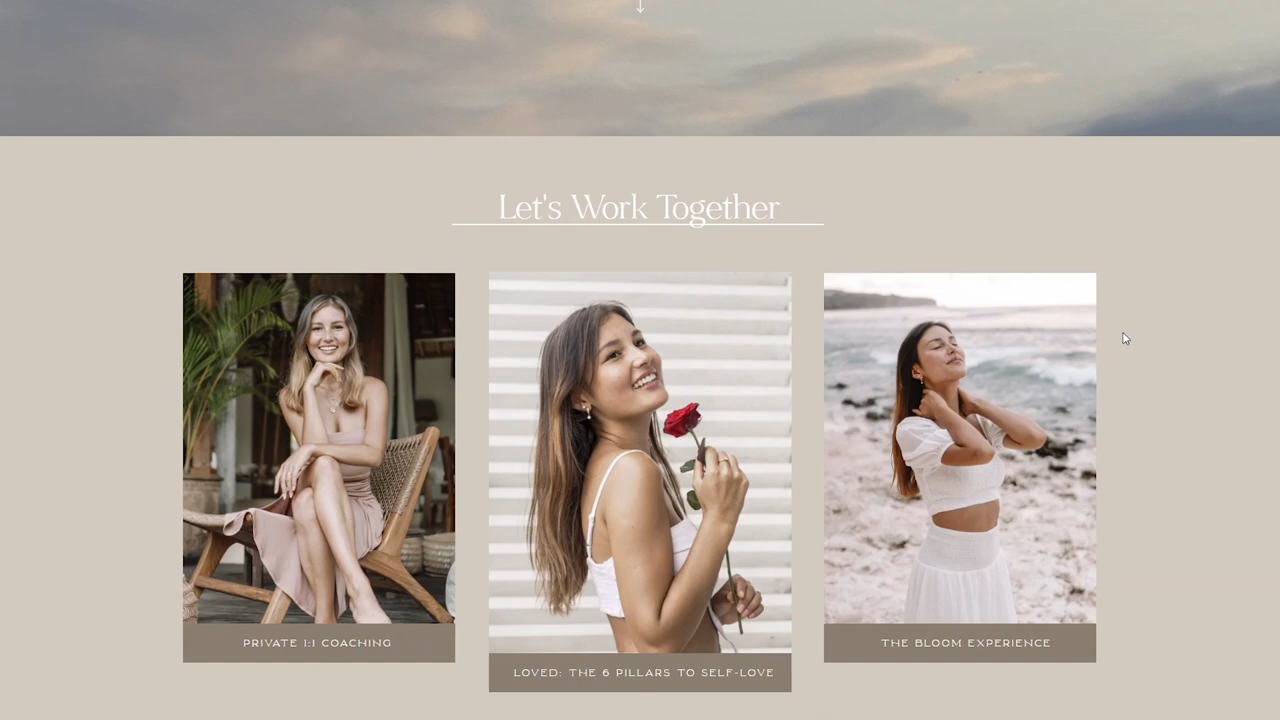 Let's Work Together
PRIVATE 1:1 COACHING
LOVED: THE 6 PILLARS TO SELF-LOVE
THE BLOOM EXPERIENCE